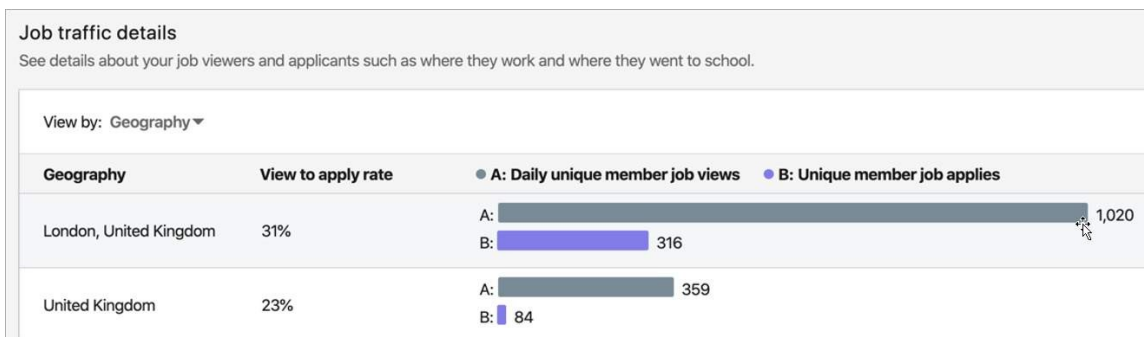 Job traffic details
See details about your job viewers and applicants such as where they work and where they went to school.
View by: Geography
Geography View to apply rate A: Daily unique member job views B: Unique member job applies
London, United Kingdom 31% A: 1,020
B: 316
United Kingdom 23% A: 359
B: 84